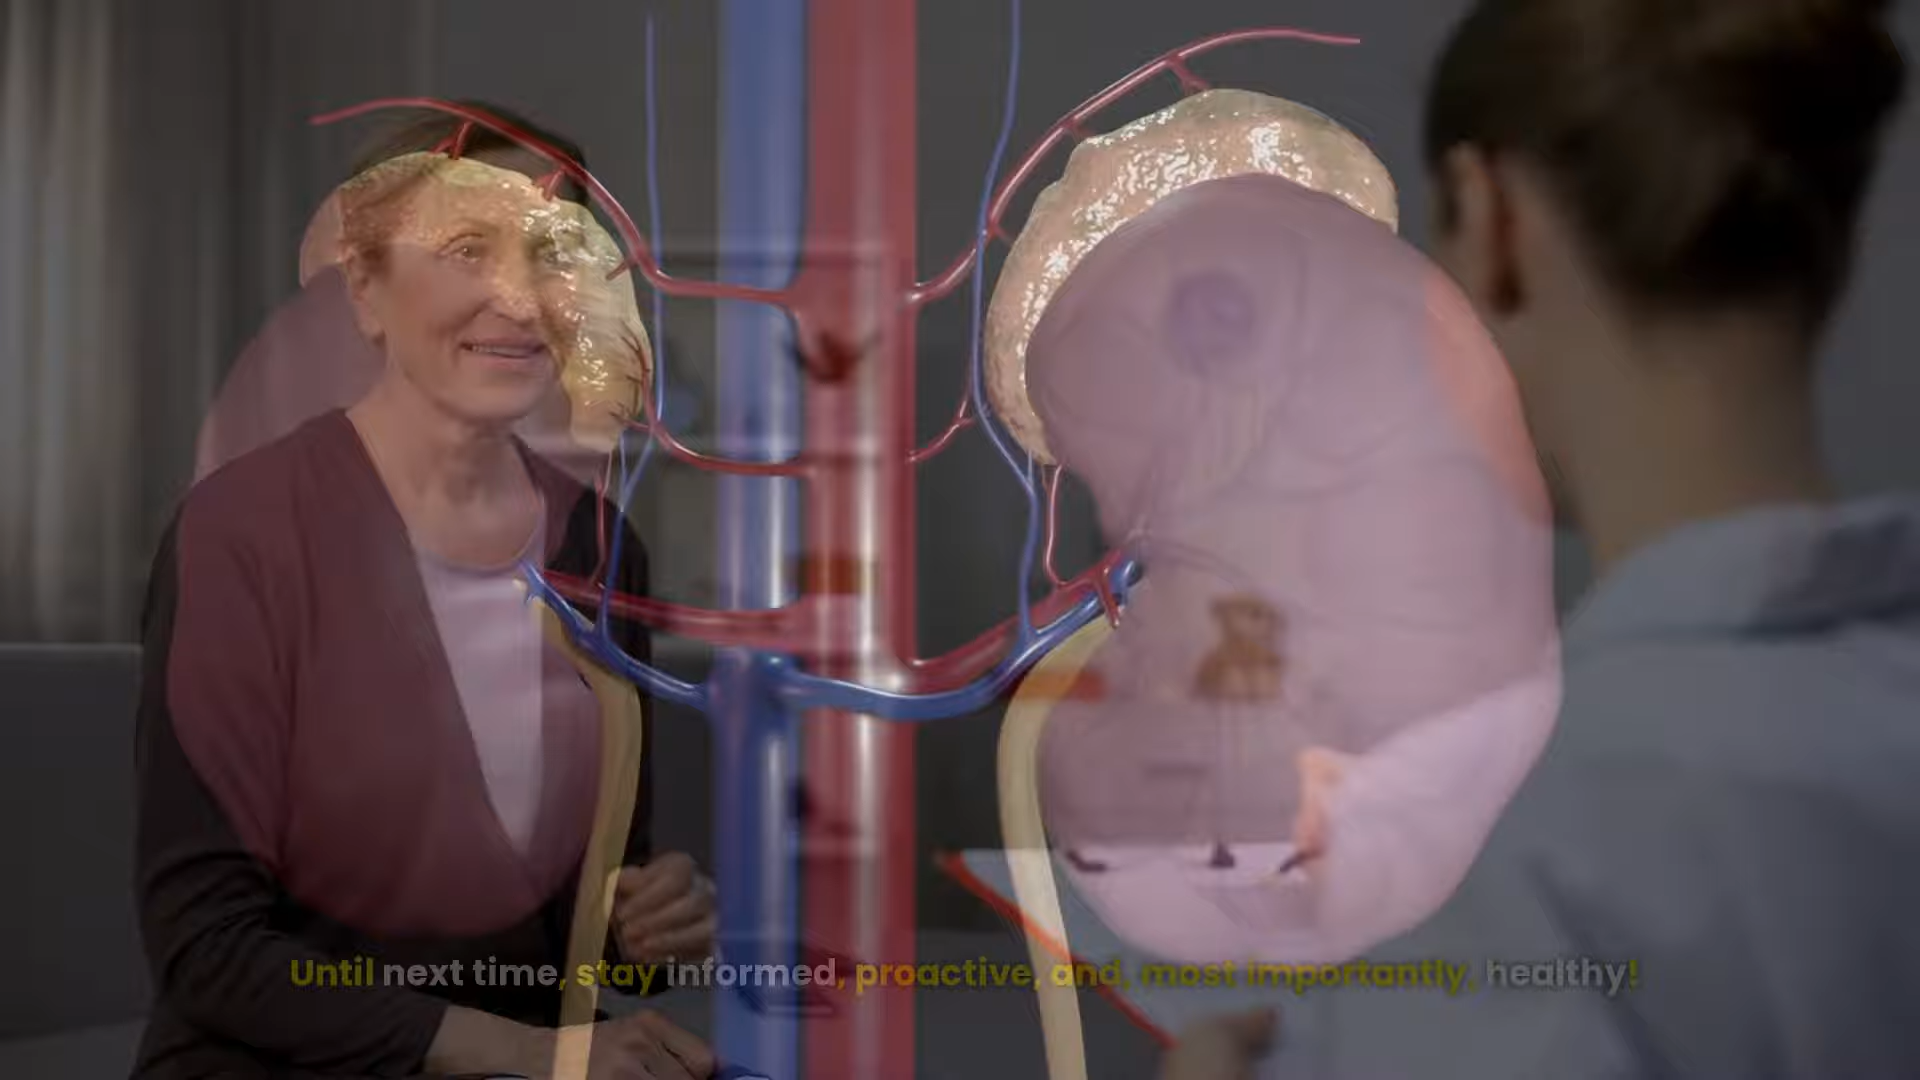 Until next time, stay informed, proactive, and, most importantly, healthy!